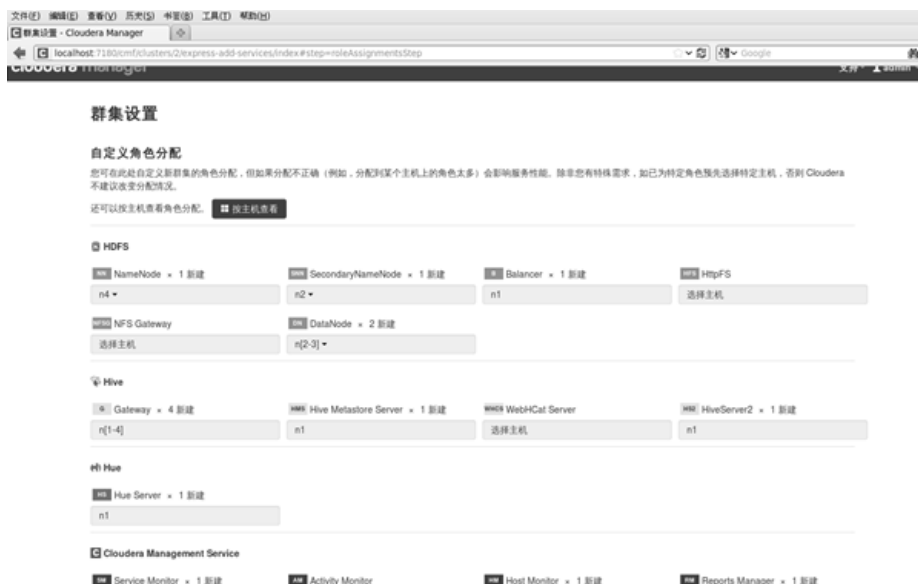 文件(F) 编辑(E) 查看(V) 历史(S) 书签(B) 工具(T) 帮助(H)
群集设置 - Cloudera Manager
localhost:7180/cmf/clusters/2/express-add-services/index#step=roleAssignmentsStep
Google
cloudera manager 支持 admin
群集设置
自定义角色分配
您可在此处自定义新群集的角色分配，但如果分配不正确（例如，分配到某个主机上的角色太多）会影响服务性能。除非您有特殊需求，如已为特定角色预先选择特定主机，否则 Cloudera
不建议改变分配情况。
还可以按主机查看角色分配。 按主机查看
HDFS
NN NameNode × 1 新建 SNN SecondaryNameNode × 1 新建 B Balancer × 1 新建 HFS HttpFS
n4 n2 n1 选择主机
NFSG NFS Gateway DN DataNode × 2 新建
选择主机 n[2-3]
Hive
G Gateway × 4 新建 HMS Hive Metastore Server × 1 新建 WHCS WebHCat Server HS2 HiveServer2 × 1 新建
n[1-4] n1 选择主机 n1
Hue
HS Hue Server × 1 新建
n1
Cloudera Management Service
SM Service Monitor × 1 新建 AM Activity Monitor HM Host Monitor × 1 新建 RM Reports Manager × 1 新建